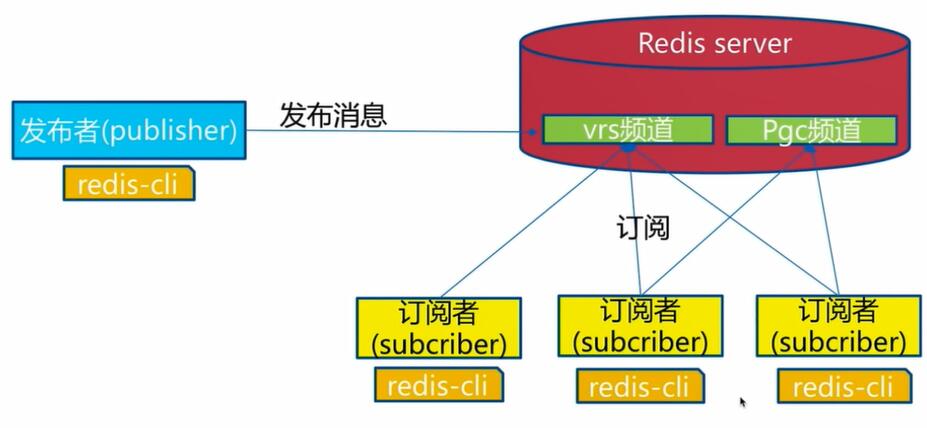 Redis server
发布者(publisher)
发布消息
vrs频道
Pgc频道
redis-cli
订阅
订阅者
(subcriber)
订阅者
(subcriber)
订阅者
(subcriber)
redis-cli
redis-cli
redis-cli